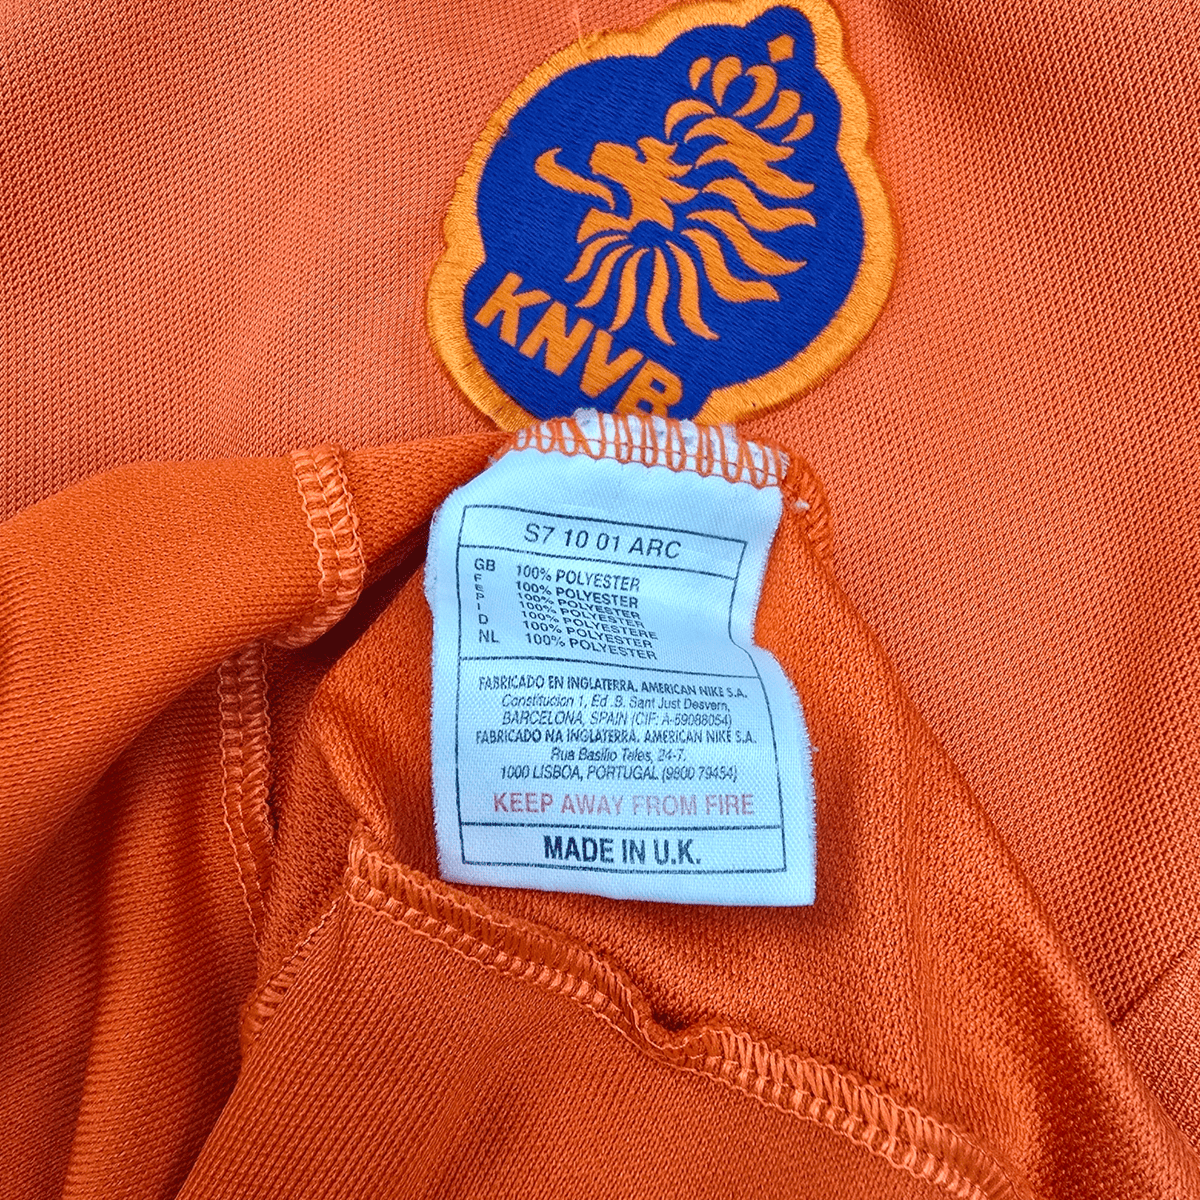 KNVB
S7 10 01 ARC
GB 100% POLYESTER
F 100% POLYESTER
E 100% POLYESTER
P 100% POLYESTER
I 100% POLIESTERE
D 100% POLYESTER
NL 100% POLYESTER
FABRICADO EN INGLATERRA. AMERICAN NIKE S.A.
Constitucion 1, Ed .B. Sant Just Desvern,
BARCELONA, SPAIN (CIF: A-59088054)
FABRICADO NA INGLATERRA. AMERICAN NIKE S.A.
Rua Basilio Teles, 24-7.
1000 LISBOA, PORTUGAL (9800 79454)
KEEP AWAY FROM FIRE
MADE IN U.K.